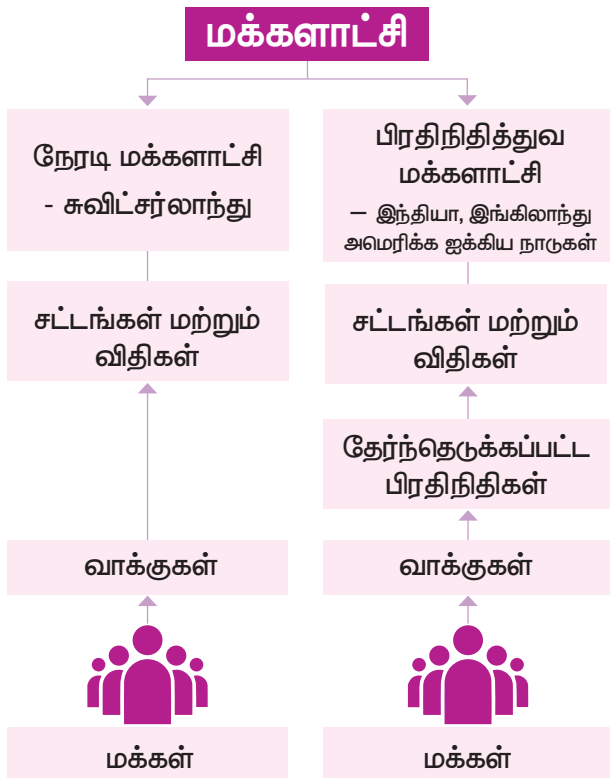 மக்களாட்சி
நேரடி மக்களாட்சி
- சுவிட்சர்லாந்து
சட்டங்கள் மற்றும்
விதிகள்
வாக்குகள்
மக்கள்
பிரதிநிதித்துவ
மக்களாட்சி
– இந்தியா, இங்கிலாந்து
அமெரிக்க ஐக்கிய நாடுகள்
சட்டங்கள் மற்றும்
விதிகள்
தேர்ந்தெடுக்கப்பட்ட
பிரதிநிதிகள்
வாக்குகள்
மக்கள்